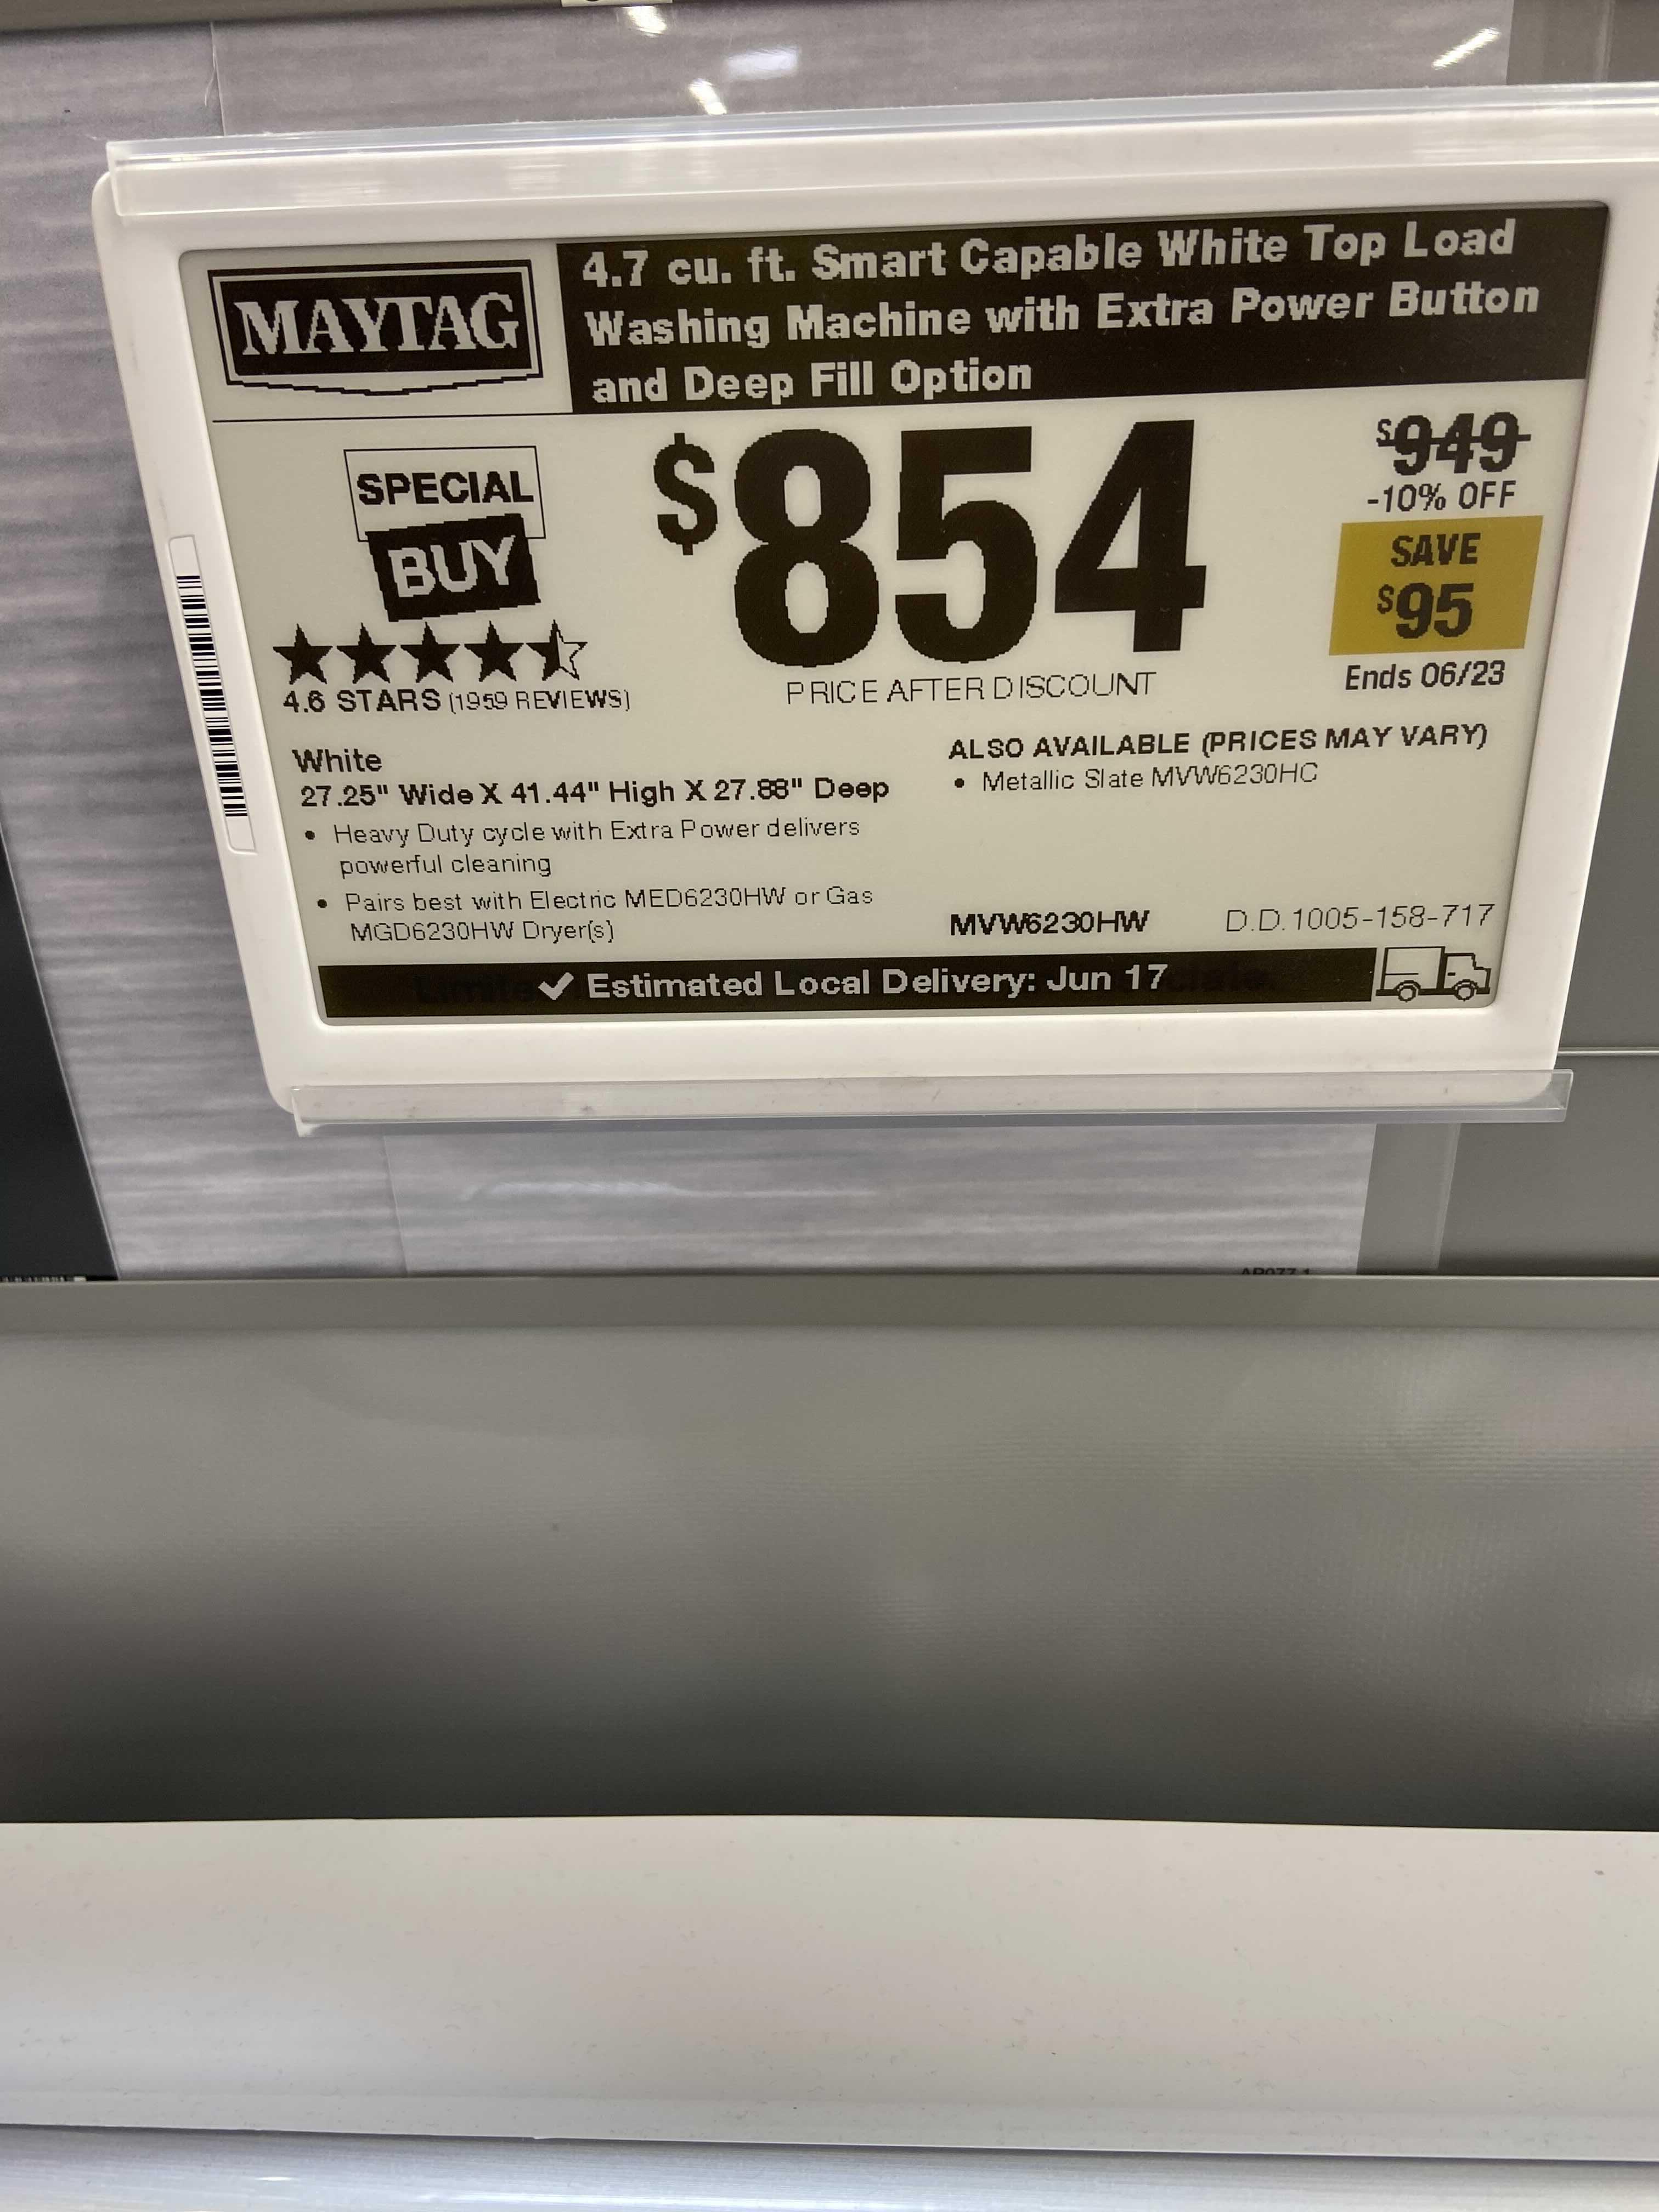 MAYTAG
4.7 cu. ft. Smart Capable White Top Load
Washing Machine with Extra Power Button
and Deep Fill Option
SPECIAL
BUY
$854
PRICE AFTER DISCOUNT
$949
-10% OFF
SAVE
$95
Ends 06/23
4.6 STARS (1959 REVIEWS)
White
27.25" Wide X 41.44" High X 27.88" Deep
• Heavy Duty cycle with Extra Power delivers
powerful cleaning
• Pairs best with Electric MED6230HW or Gas
MGD6230HW Dryer(s)
ALSO AVAILABLE (PRICES MAY VARY)
• Metallic Slate MVW6230HC
MVW6230HW D.D.1005-158-717
✓ Estimated Local Delivery: Jun 17